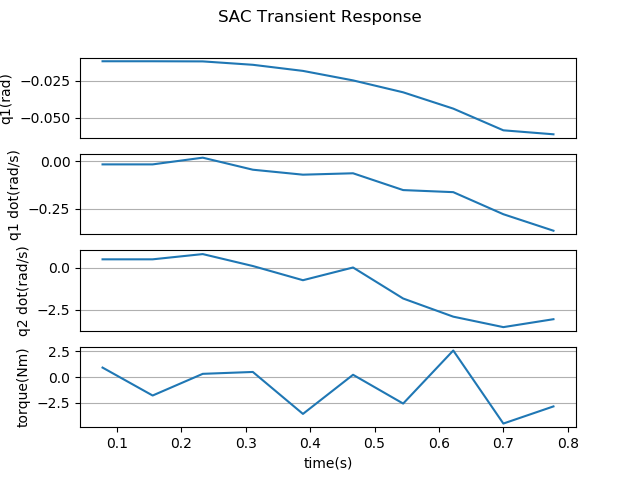 SAC Transient Response
q1(rad)
−0.025
−0.050
q1 dot(rad/s)
0.00
−0.25
q2 dot(rad/s)
0.0
−2.5
torque(Nm)
2.5
0.0
−2.5
0.1 0.2 0.3 0.4 0.5 0.6 0.7 0.8
time(s)